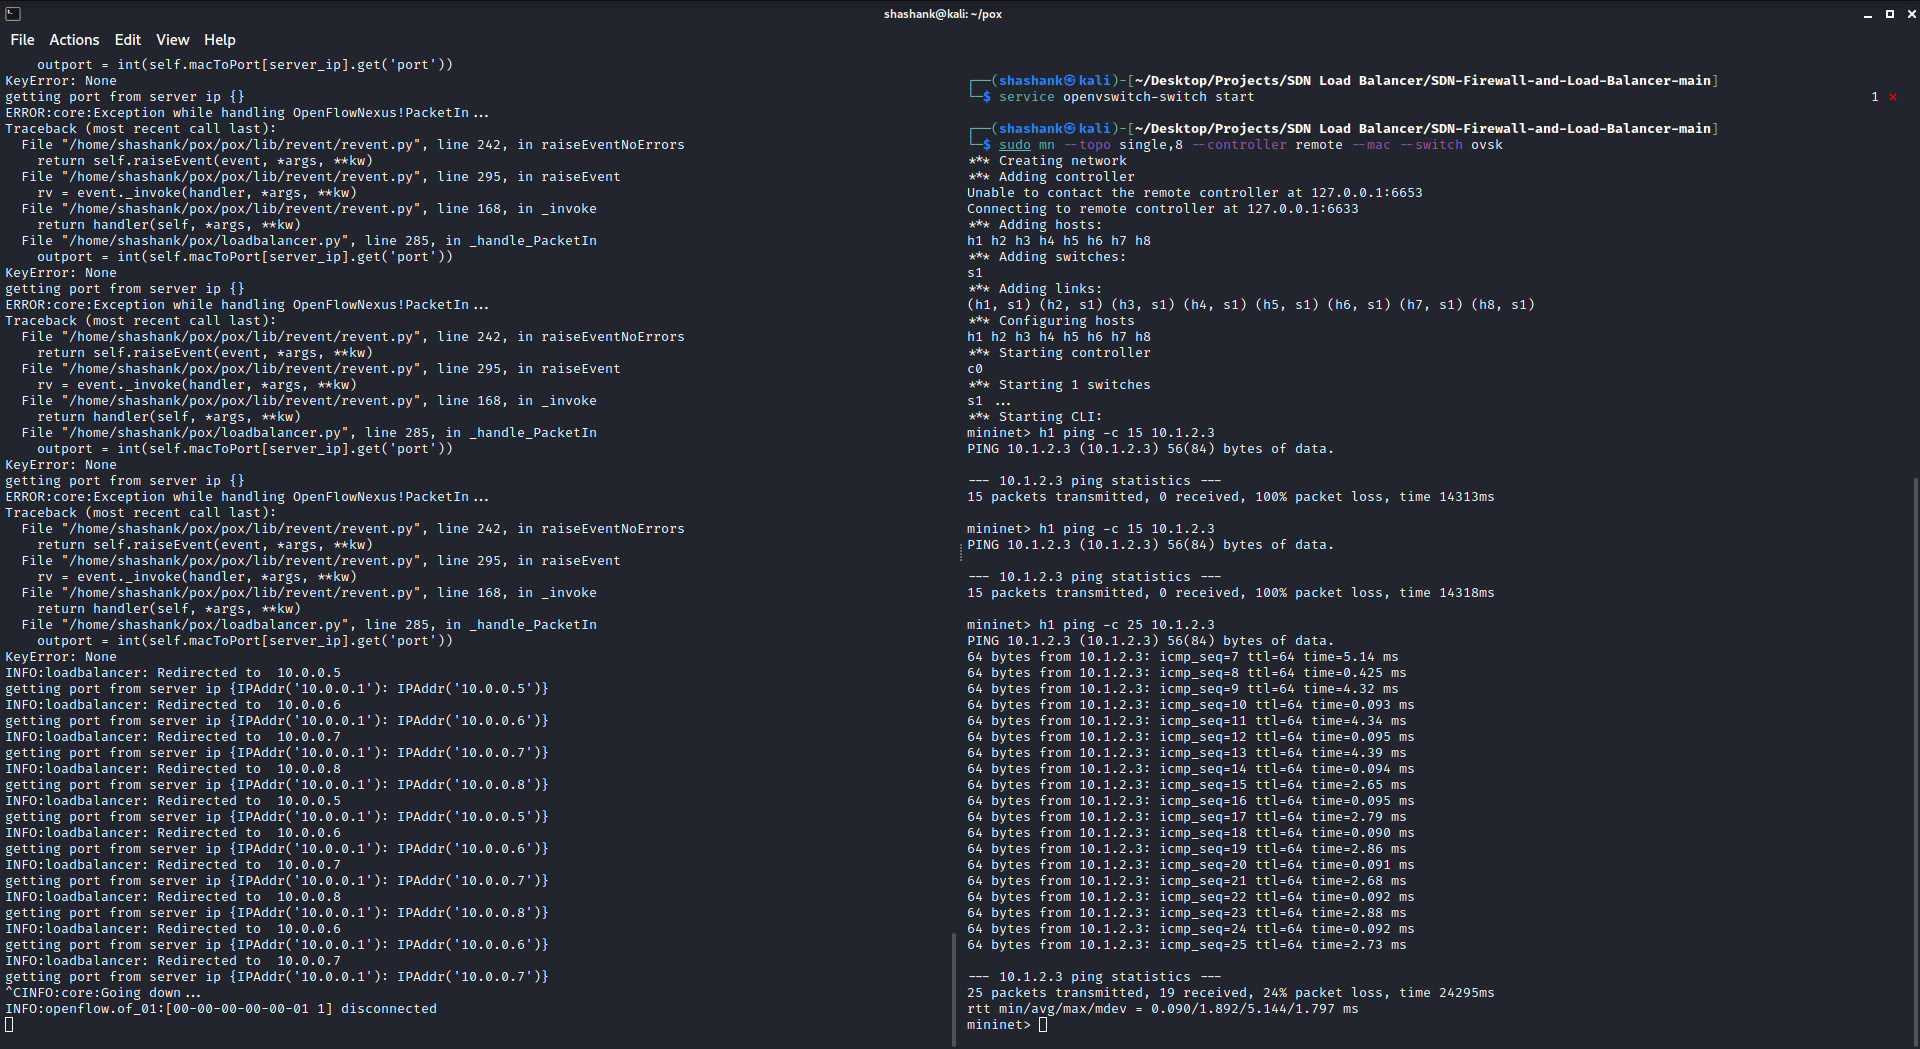 shashank@kali: ~/pox
File Actions Edit View Help
    outport = int(self.macToPort[server_ip].get('port'))
KeyError: None
getting port from server ip {}
ERROR:core:Exception while handling OpenFlowNexus!PacketIn...
Traceback (most recent call last):
  File "/home/shashank/pox/pox/lib/revent/revent.py", line 242, in raiseEventNoErrors
    return self.raiseEvent(event, *args, **kw)
  File "/home/shashank/pox/pox/lib/revent/revent.py", line 295, in raiseEvent
    rv = event._invoke(handler, *args, **kw)
  File "/home/shashank/pox/pox/lib/revent/revent.py", line 168, in _invoke
    return handler(self, *args, **kw)
  File "/home/shashank/pox/loadbalancer.py", line 285, in _handle_PacketIn
    outport = int(self.macToPort[server_ip].get('port'))
KeyError: None
getting port from server ip {}
ERROR:core:Exception while handling OpenFlowNexus!PacketIn...
Traceback (most recent call last):
  File "/home/shashank/pox/pox/lib/revent/revent.py", line 242, in raiseEventNoErrors
    return self.raiseEvent(event, *args, **kw)
  File "/home/shashank/pox/pox/lib/revent/revent.py", line 295, in raiseEvent
    rv = event._invoke(handler, *args, **kw)
  File "/home/shashank/pox/pox/lib/revent/revent.py", line 168, in _invoke
    return handler(self, *args, **kw)
  File "/home/shashank/pox/loadbalancer.py", line 285, in _handle_PacketIn
    outport = int(self.macToPort[server_ip].get('port'))
KeyError: None
getting port from server ip {}
ERROR:core:Exception while handling OpenFlowNexus!PacketIn...
Traceback (most recent call last):
  File "/home/shashank/pox/pox/lib/revent/revent.py", line 242, in raiseEventNoErrors
    return self.raiseEvent(event, *args, **kw)
  File "/home/shashank/pox/pox/lib/revent/revent.py", line 295, in raiseEvent
    rv = event._invoke(handler, *args, **kw)
  File "/home/shashank/pox/pox/lib/revent/revent.py", line 168, in _invoke
    return handler(self, *args, **kw)
  File "/home/shashank/pox/loadbalancer.py", line 285, in _handle_PacketIn
    outport = int(self.macToPort[server_ip].get('port'))
KeyError: None
INFO:loadbalancer: Redirected to  10.0.0.5
getting port from server ip {IPAddr('10.0.0.1'): IPAddr('10.0.0.5')}
INFO:loadbalancer: Redirected to  10.0.0.6
getting port from server ip {IPAddr('10.0.0.1'): IPAddr('10.0.0.6')}
INFO:loadbalancer: Redirected to  10.0.0.7
getting port from server ip {IPAddr('10.0.0.1'): IPAddr('10.0.0.7')}
INFO:loadbalancer: Redirected to  10.0.0.8
getting port from server ip {IPAddr('10.0.0.1'): IPAddr('10.0.0.8')}
INFO:loadbalancer: Redirected to  10.0.0.5
getting port from server ip {IPAddr('10.0.0.1'): IPAddr('10.0.0.5')}
INFO:loadbalancer: Redirected to  10.0.0.6
getting port from server ip {IPAddr('10.0.0.1'): IPAddr('10.0.0.6')}
INFO:loadbalancer: Redirected to  10.0.0.7
getting port from server ip {IPAddr('10.0.0.1'): IPAddr('10.0.0.7')}
INFO:loadbalancer: Redirected to  10.0.0.8
getting port from server ip {IPAddr('10.0.0.1'): IPAddr('10.0.0.8')}
INFO:loadbalancer: Redirected to  10.0.0.6
getting port from server ip {IPAddr('10.0.0.1'): IPAddr('10.0.0.6')}
INFO:loadbalancer: Redirected to  10.0.0.7
getting port from server ip {IPAddr('10.0.0.1'): IPAddr('10.0.0.7')}
^CINFO:core:Going down...
INFO:openflow.of_01:[00-00-00-00-00-01 1] disconnected
┌──(shashank㉿kali)-[~/Desktop/Projects/SDN Load Balancer/SDN-Firewall-and-Load-Balancer-main]
└─$ service openvswitch-switch start 1 ⨯
┌──(shashank㉿kali)-[~/Desktop/Projects/SDN Load Balancer/SDN-Firewall-and-Load-Balancer-main]
└─$ sudo mn --topo single,8 --controller remote --mac --switch ovsk
*** Creating network
*** Adding controller
Unable to contact the remote controller at 127.0.0.1:6653
Connecting to remote controller at 127.0.0.1:6633
*** Adding hosts:
h1 h2 h3 h4 h5 h6 h7 h8
*** Adding switches:
s1
*** Adding links:
(h1, s1) (h2, s1) (h3, s1) (h4, s1) (h5, s1) (h6, s1) (h7, s1) (h8, s1)
*** Configuring hosts
h1 h2 h3 h4 h5 h6 h7 h8
*** Starting controller
c0
*** Starting 1 switches
s1 ...
*** Starting CLI:
mininet> h1 ping -c 15 10.1.2.3
PING 10.1.2.3 (10.1.2.3) 56(84) bytes of data.
--- 10.1.2.3 ping statistics ---
15 packets transmitted, 0 received, 100% packet loss, time 14313ms
mininet> h1 ping -c 15 10.1.2.3
PING 10.1.2.3 (10.1.2.3) 56(84) bytes of data.
--- 10.1.2.3 ping statistics ---
15 packets transmitted, 0 received, 100% packet loss, time 14318ms
mininet> h1 ping -c 25 10.1.2.3
PING 10.1.2.3 (10.1.2.3) 56(84) bytes of data.
64 bytes from 10.1.2.3: icmp_seq=7 ttl=64 time=5.14 ms
64 bytes from 10.1.2.3: icmp_seq=8 ttl=64 time=0.425 ms
64 bytes from 10.1.2.3: icmp_seq=9 ttl=64 time=4.32 ms
64 bytes from 10.1.2.3: icmp_seq=10 ttl=64 time=0.093 ms
64 bytes from 10.1.2.3: icmp_seq=11 ttl=64 time=4.34 ms
64 bytes from 10.1.2.3: icmp_seq=12 ttl=64 time=0.095 ms
64 bytes from 10.1.2.3: icmp_seq=13 ttl=64 time=4.39 ms
64 bytes from 10.1.2.3: icmp_seq=14 ttl=64 time=0.094 ms
64 bytes from 10.1.2.3: icmp_seq=15 ttl=64 time=2.65 ms
64 bytes from 10.1.2.3: icmp_seq=16 ttl=64 time=0.095 ms
64 bytes from 10.1.2.3: icmp_seq=17 ttl=64 time=2.79 ms
64 bytes from 10.1.2.3: icmp_seq=18 ttl=64 time=0.090 ms
64 bytes from 10.1.2.3: icmp_seq=19 ttl=64 time=2.86 ms
64 bytes from 10.1.2.3: icmp_seq=20 ttl=64 time=0.091 ms
64 bytes from 10.1.2.3: icmp_seq=21 ttl=64 time=2.68 ms
64 bytes from 10.1.2.3: icmp_seq=22 ttl=64 time=0.092 ms
64 bytes from 10.1.2.3: icmp_seq=23 ttl=64 time=2.88 ms
64 bytes from 10.1.2.3: icmp_seq=24 ttl=64 time=0.092 ms
64 bytes from 10.1.2.3: icmp_seq=25 ttl=64 time=2.73 ms
--- 10.1.2.3 ping statistics ---
25 packets transmitted, 19 received, 24% packet loss, time 24295ms
rtt min/avg/max/mdev = 0.090/1.892/5.144/1.797 ms
mininet>